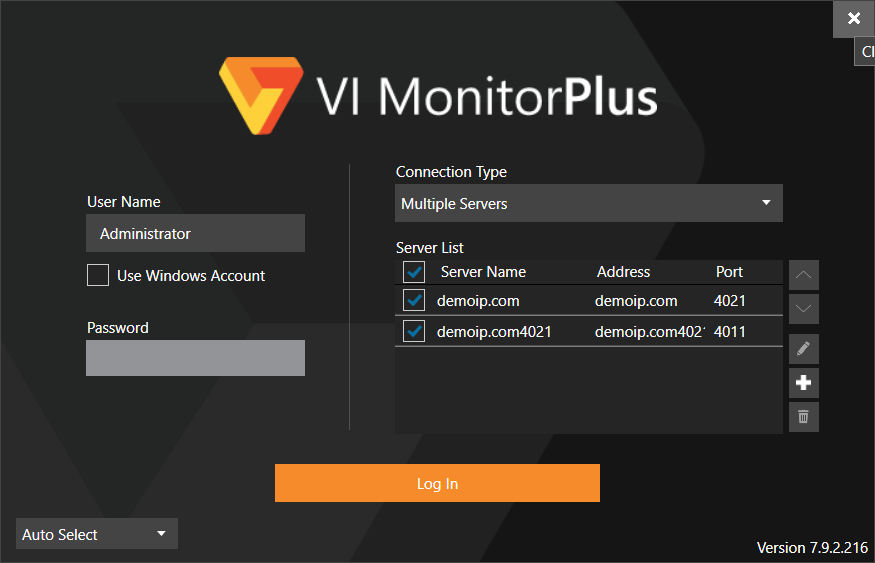 Cl
VI MonitorPlus
User Name
Administrator
Use Windows Account
Password
Connection Type
Multiple Servers
Server List
Server Name Address Port
demoip.com demoip.com 4021
demoip.com4021 demoip.com402 4011
Log In
Auto Select
Version 7.9.2.216